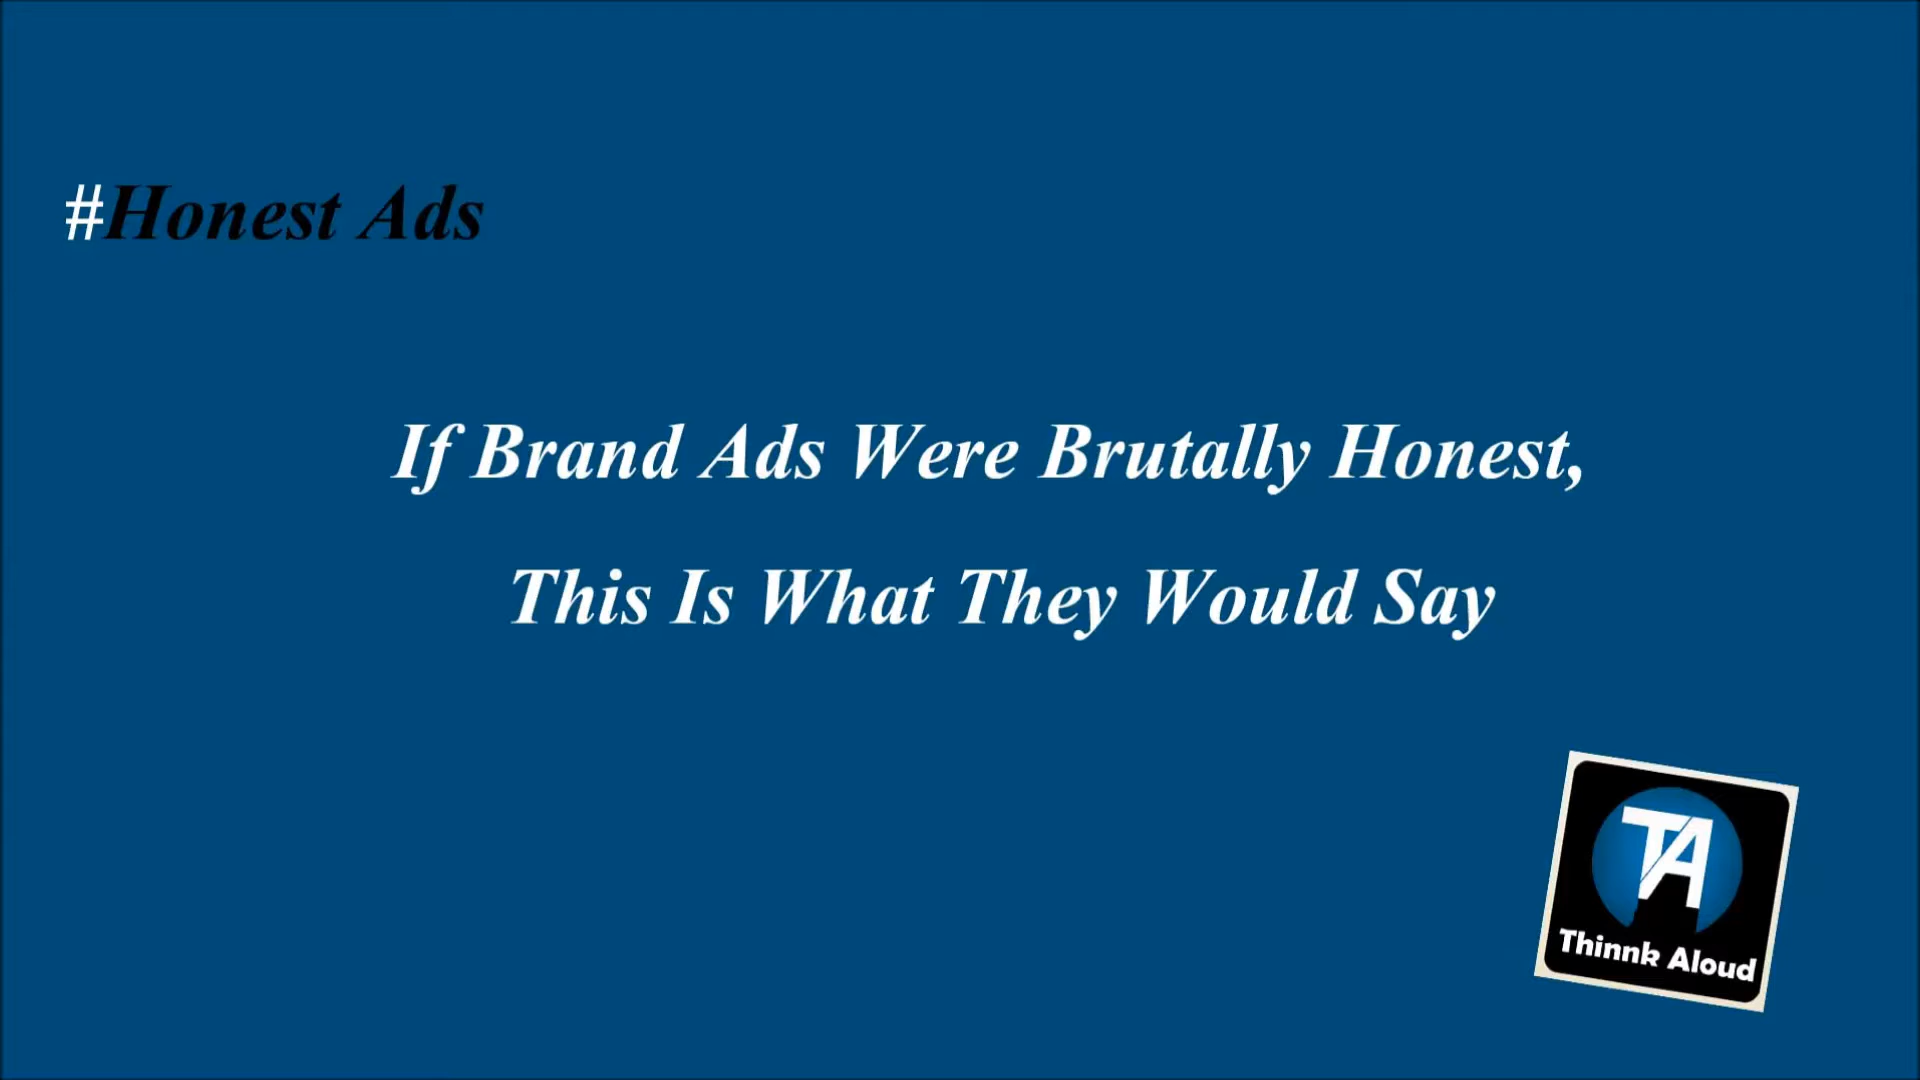 #Honest Ads
If Brand Ads Were Brutally Honest,
This Is What They Would Say
TA
Thinnk Aloud